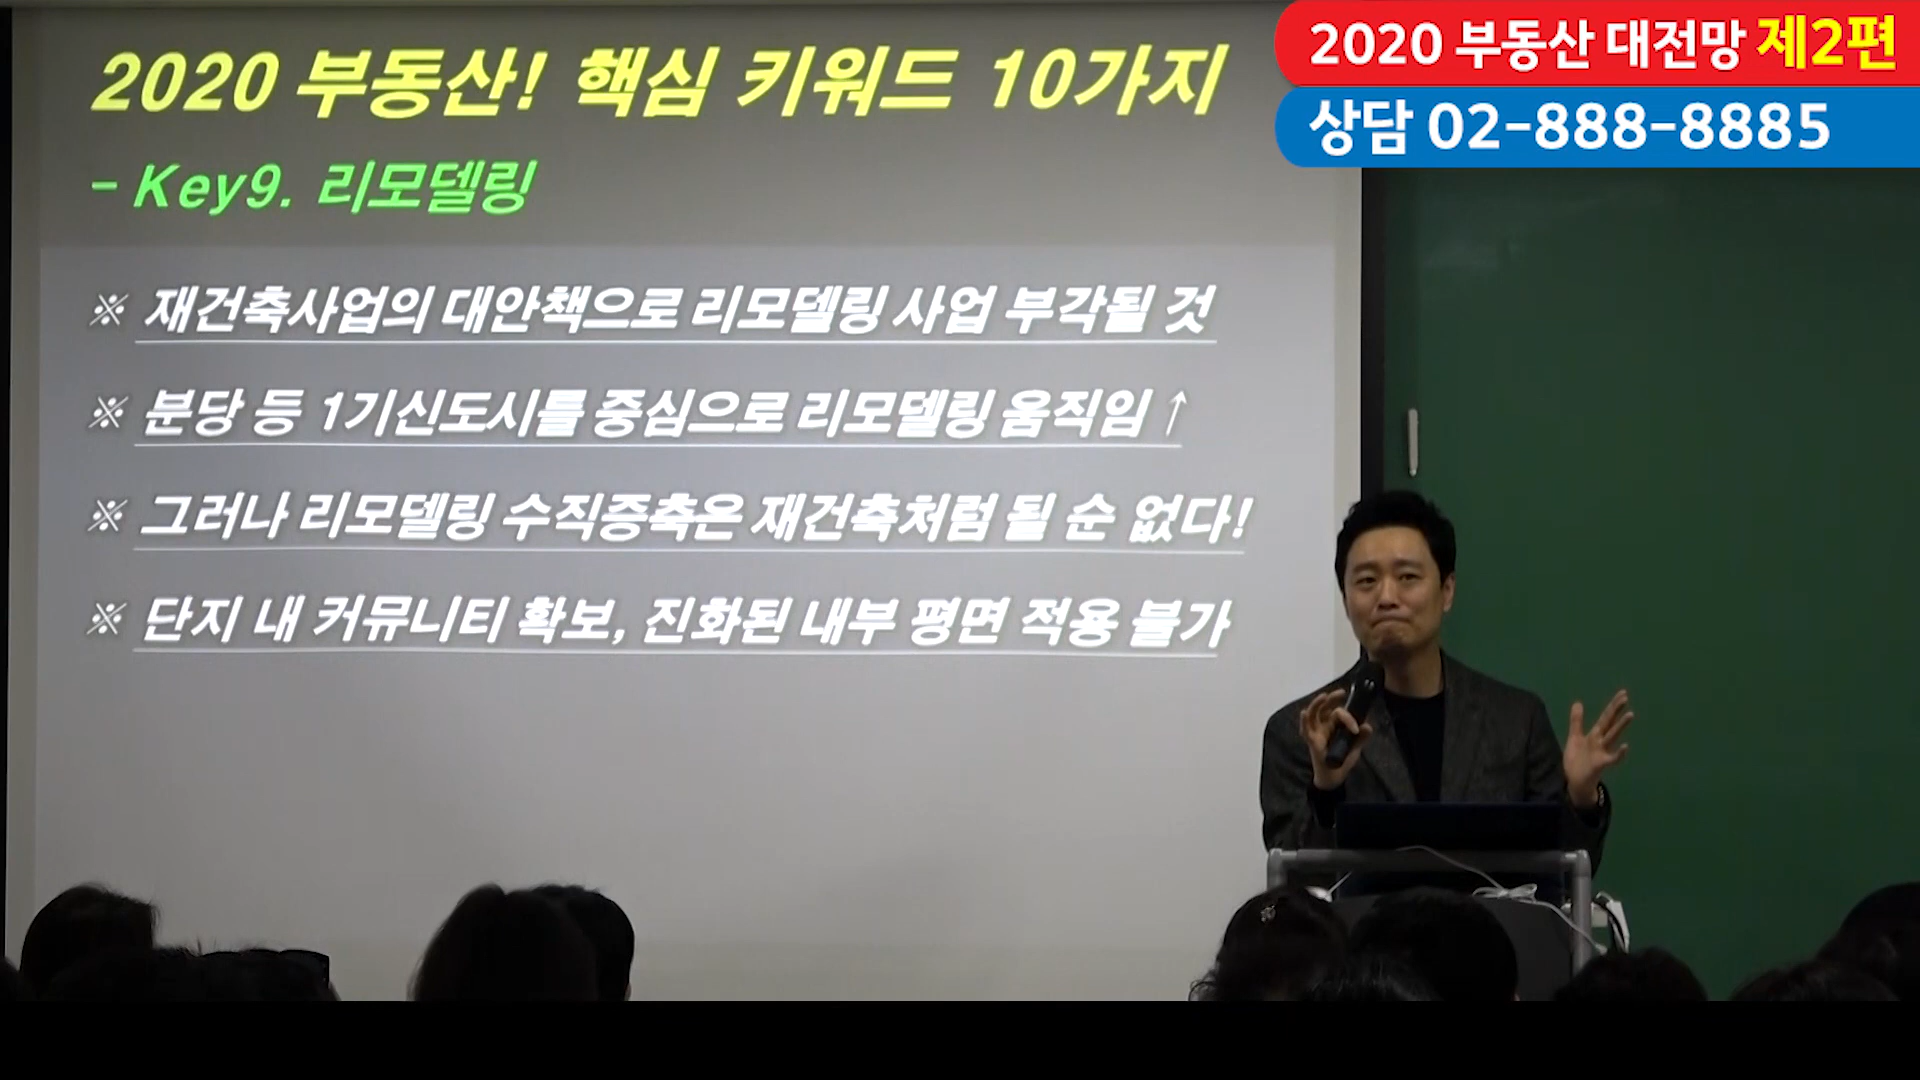 2020 부동산! 핵심 키워드 10가지
- Key9. 리모델링
※ 재건축사업의 대안책으로 리모델링 사업 부각될 것
※ 분당 등 1기신도시를 중심으로 리모델링 움직임 ↑
※ 그러나 리모델링 수직증축은 재건축처럼 될 순 없다!
※ 단지 내 커뮤니티 확보, 진화된 내부 평면 적용 불가
2020 부동산 대전망 제2편
상담 02-888-8885